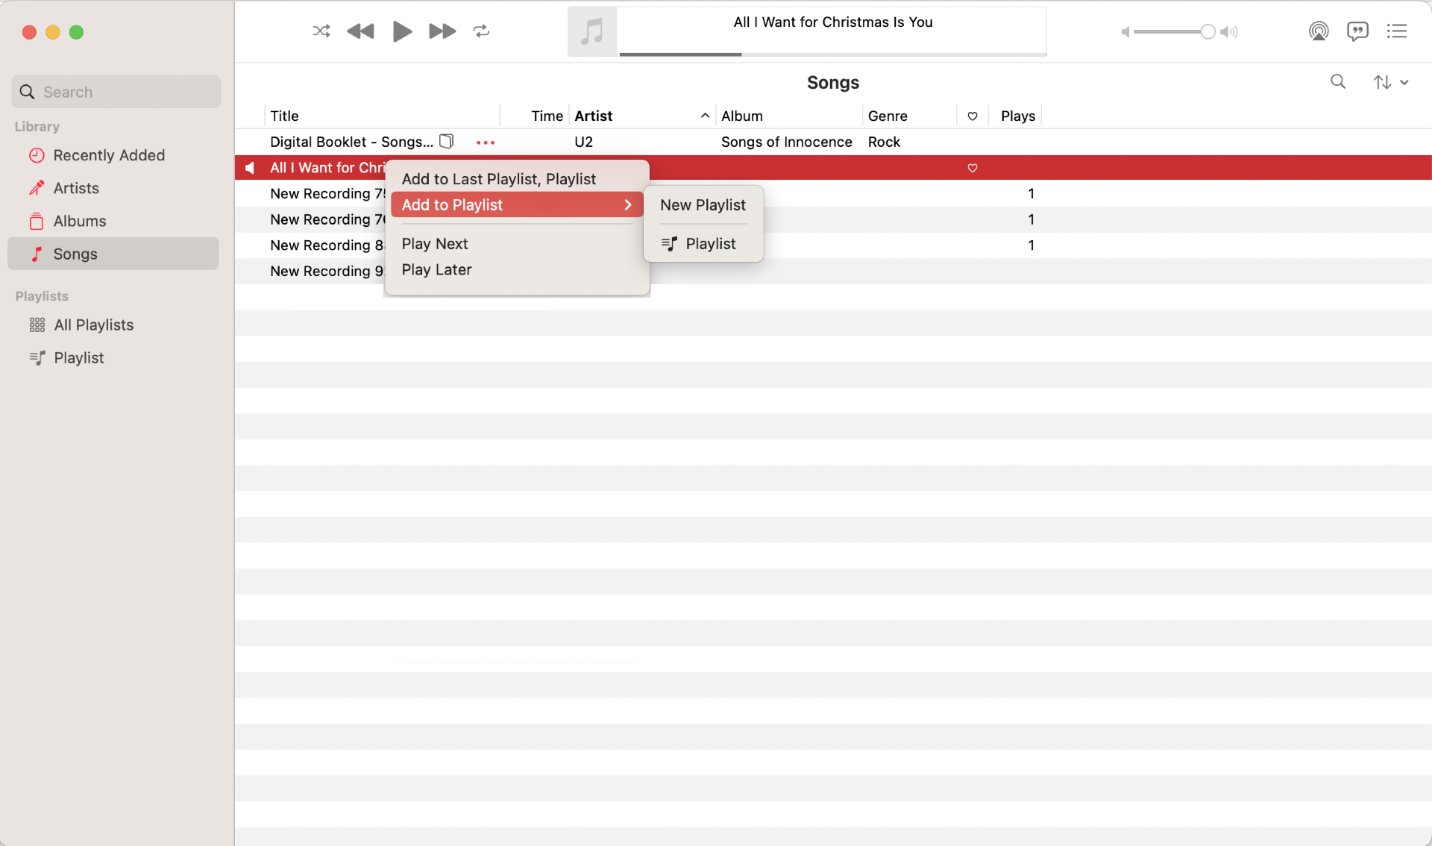 All I Want for Christmas Is You
Search
Songs
Library
Title Time Artist Album Genre Plays
Digital Booklet - Songs... U2 Songs of Innocence Rock
Recently Added
All I Want for Chri
Add to Last Playlist, Playlist
Artists
New Recording 1
Add to Playlist
New Playlist
Albums
New Recording 1
Play Next
Playlist
Songs
New Recording 8 1
Play Later
New Recording 9
Playlists
All Playlists
Playlist